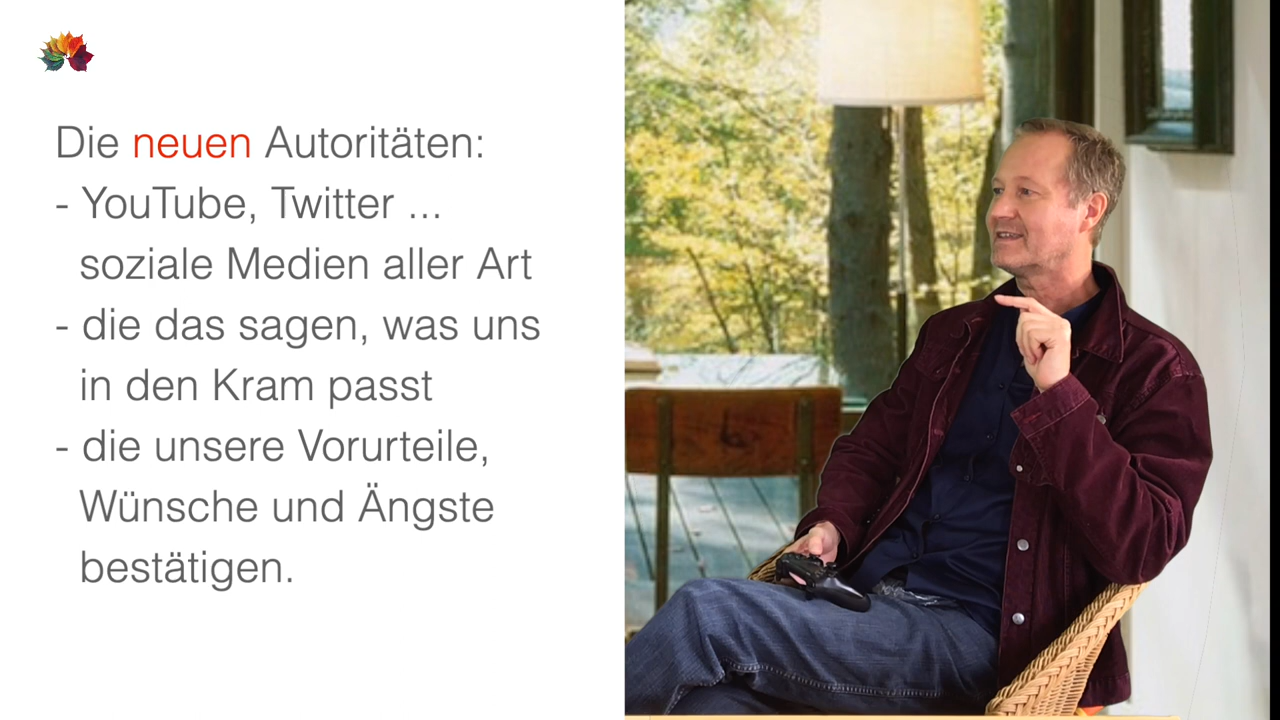 Die neuen Autoritäten:
- YouTube, Twitter ...
soziale Medien aller Art
- die das sagen, was uns
in den Kram passt
- die unsere Vorurteile,
Wünsche und Ängste
bestätigen.